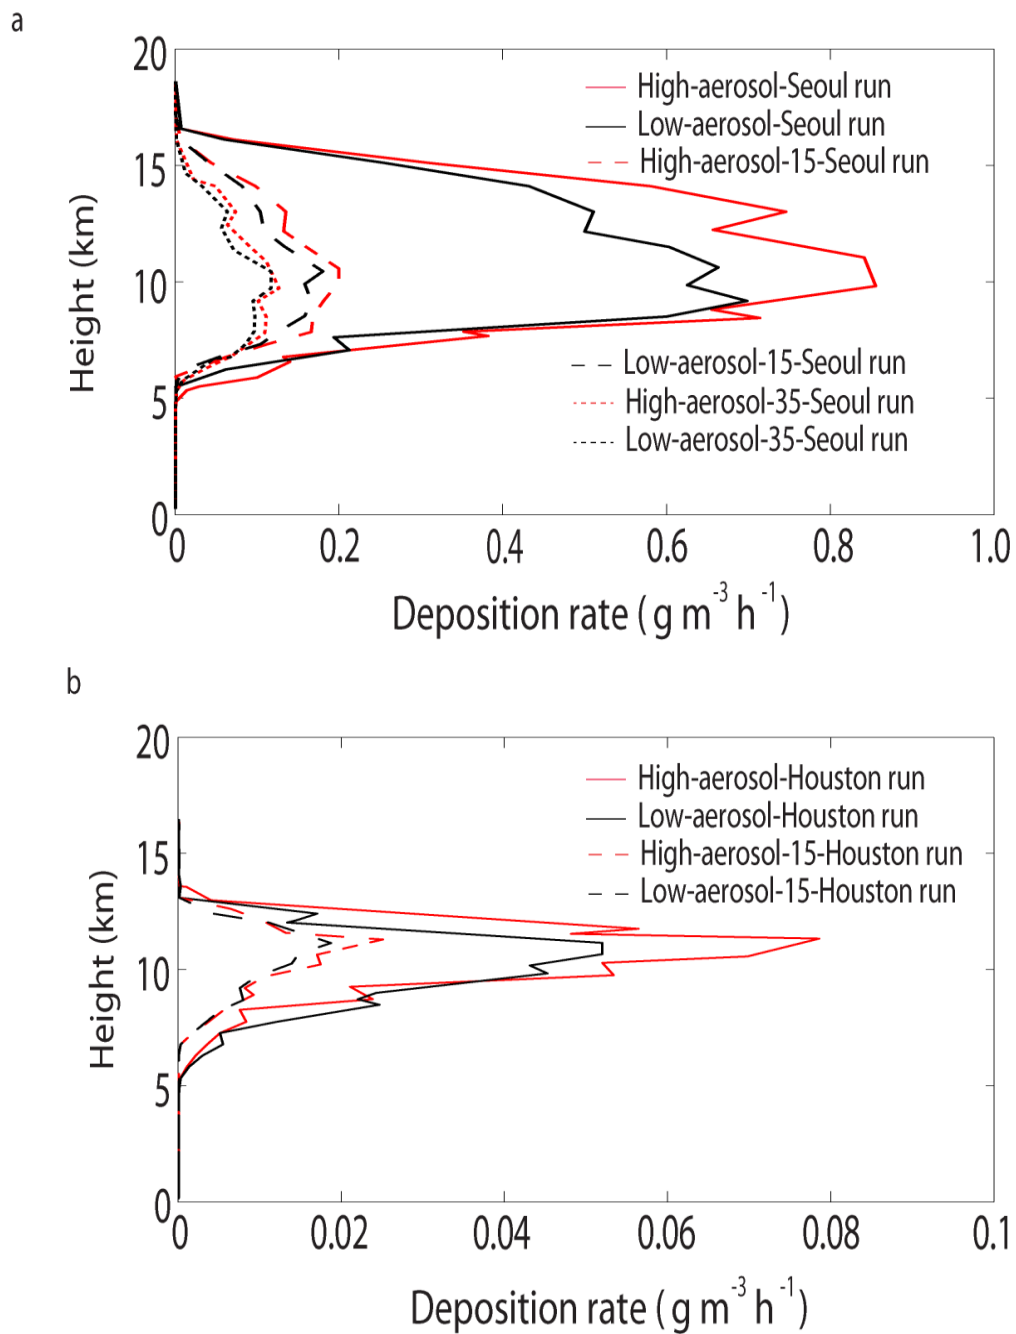 a
20
15
10
5
0
Height (km)
High-aerosol-Seoul run
Low-aerosol-Seoul run
High-aerosol-15-Seoul run
Low-aerosol-15-Seoul run
High-aerosol-35-Seoul run
Low-aerosol-35-Seoul run
0 0.2 0.4 0.6 0.8 1.0
Deposition rate ( g m⁻³ h⁻¹ )
b
20
15
10
5
0
Height (km)
High-aerosol-Houston run
Low-aerosol-Houston run
High-aerosol-15-Houston run
Low-aerosol-15-Houston run
0 0.02 0.04 0.06 0.08 0.1
Deposition rate ( g m⁻³ h⁻¹ )